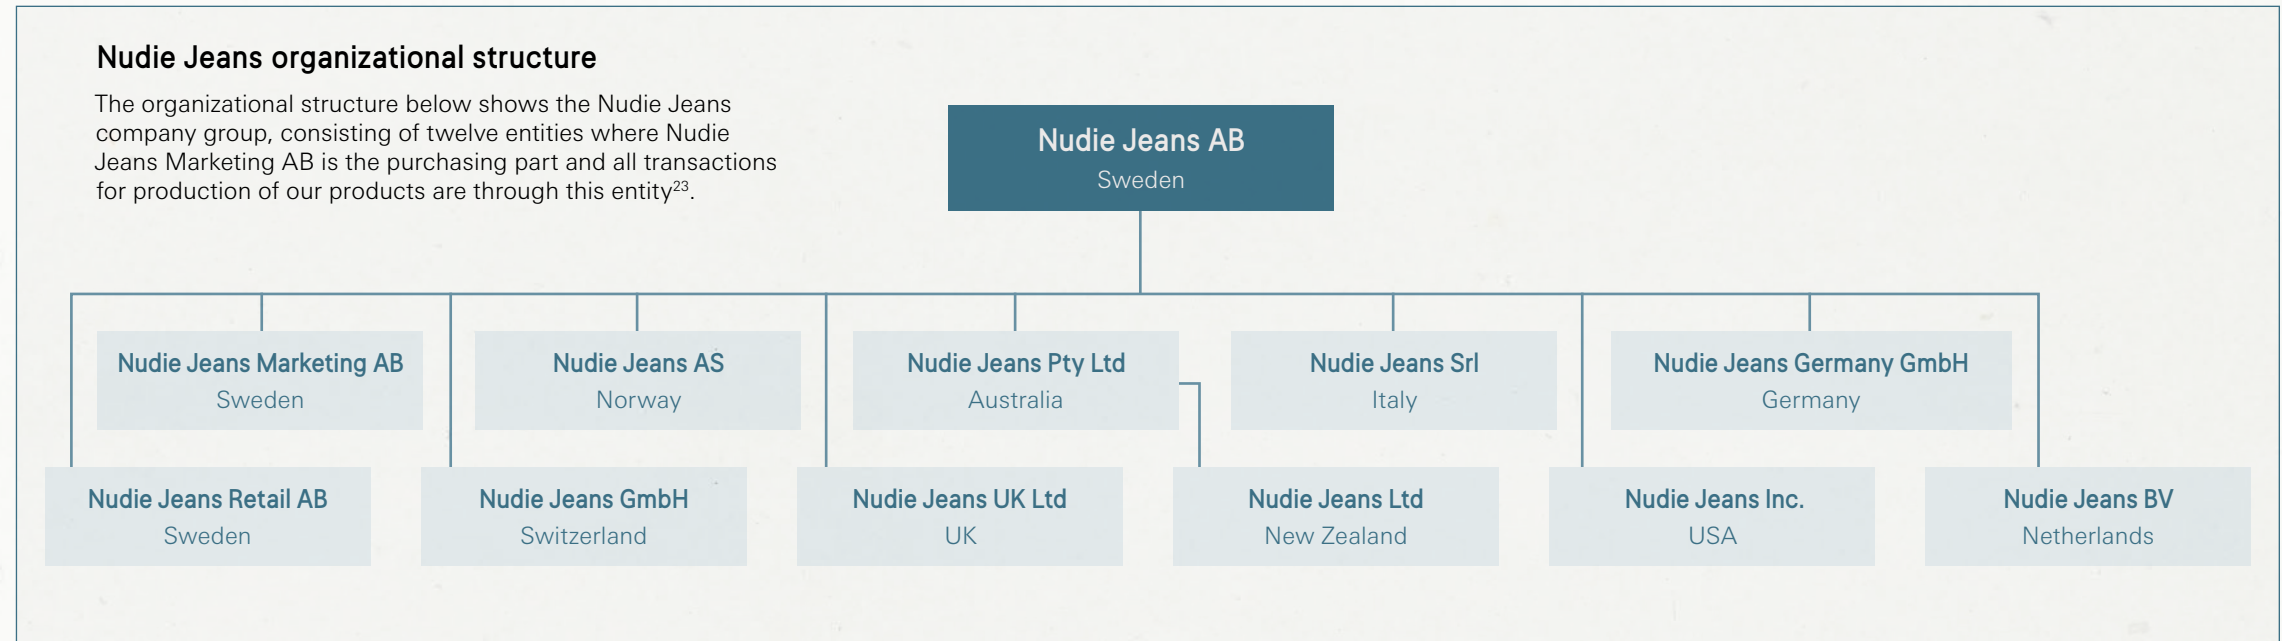 Nudie Jeans organizational structure
The organizational structure below shows the Nudie Jeans
company group, consisting of twelve entities where Nudie
Jeans Marketing AB is the purchasing part and all transactions
for production of our products are through this entity²³.
Nudie Jeans AB
Sweden
Nudie Jeans Marketing AB
Sweden
Nudie Jeans AS
Norway
Nudie Jeans Pty Ltd
Australia
Nudie Jeans Srl
Italy
Nudie Jeans Germany GmbH
Germany
Nudie Jeans Retail AB
Sweden
Nudie Jeans GmbH
Switzerland
Nudie Jeans UK Ltd
UK
Nudie Jeans Ltd
New Zealand
Nudie Jeans Inc.
USA
Nudie Jeans BV
Netherlands